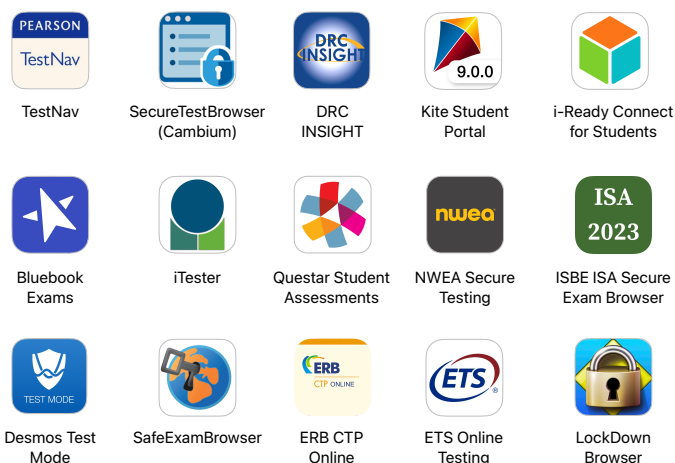 PEARSON
TestNav
DRC
INSIGHT
9.0.0
TestNav
SecureTestBrowser
(Cambium)
DRC
INSIGHT
Kite Student
Portal
i-Ready Connect
for Students
nwea
ISA
2023
Bluebook
Exams
iTester
Questar Student
Assessments
NWEA Secure
Testing
ISBE ISA Secure
Exam Browser
TEST MODE
ERB
CTP ONLINE
ETS®
Desmos Test
Mode
SafeExamBrowser
ERB CTP
Online
ETS Online
Testing
LockDown
Browser